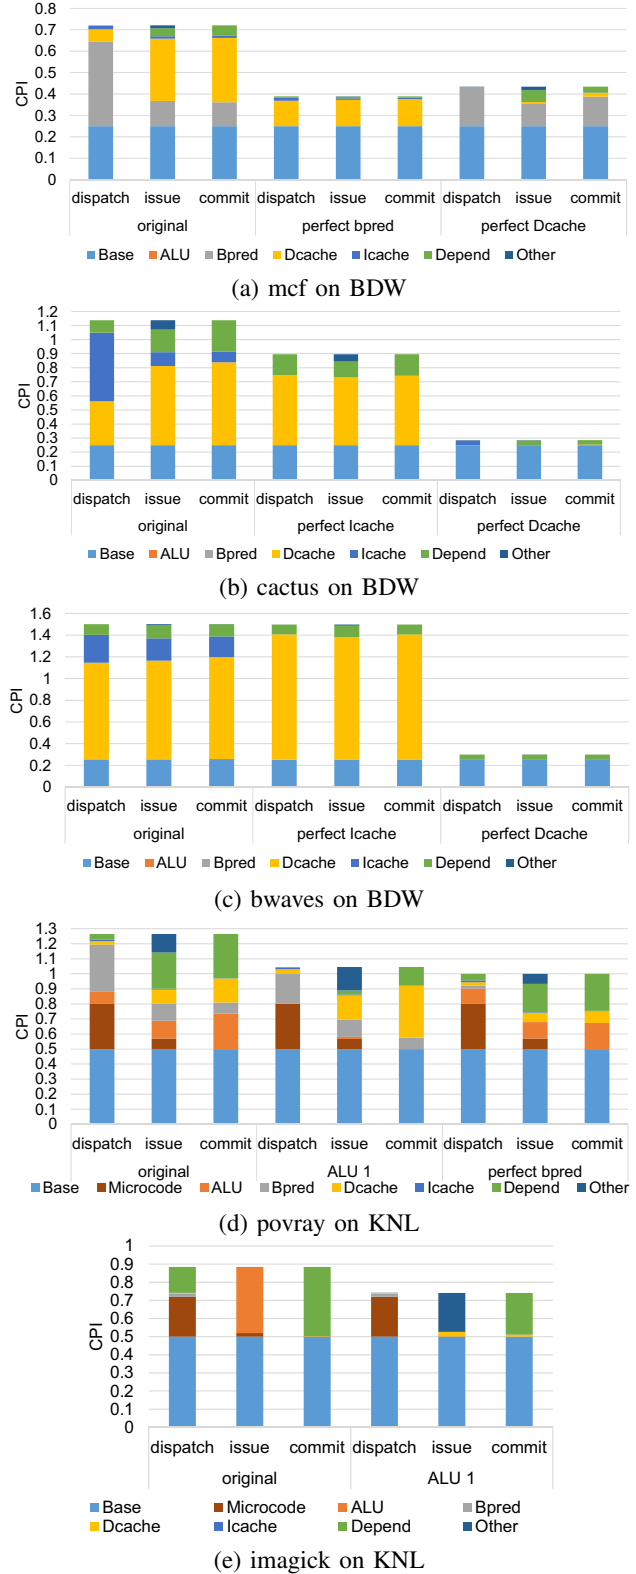 0.8
0.7
0.6
0.5
0.4
0.3
0.2
0.1
0
CPI
dispatch issue commit dispatch issue commit dispatch issue commit
original perfect bpred perfect Dcache
Base ALU Bpred Dcache Icache Depend Other
(a) mcf on BDW
1.2
1.1
1
0.9
0.8
0.7
0.6
0.5
0.4
0.3
0.2
0.1
0
CPI
dispatch issue commit dispatch issue commit dispatch issue commit
original perfect Icache perfect Dcache
Base ALU Bpred Dcache Icache Depend Other
(b) cactus on BDW
1.6
1.4
1.2
1
0.8
0.6
0.4
0.2
0
CPI
dispatch issue commit dispatch issue commit dispatch issue commit
original perfect Icache perfect Dcache
Base ALU Bpred Dcache Icache Depend Other
(c) bwaves on BDW
1.3
1.2
1.1
1
0.9
0.8
0.7
0.6
0.5
0.4
0.3
0.2
0.1
0
CPI
dispatch issue commit dispatch issue commit dispatch issue commit
original ALU 1 perfect bpred
Base Microcode ALU Bpred Dcache Icache Depend Other
(d) povray on KNL
1
0.9
0.8
0.7
0.6
0.5
0.4
0.3
0.2
0.1
0
CPI
dispatch issue commit dispatch issue commit
original ALU 1
Base Microcode ALU Bpred
Dcache Icache Depend Other
(e) imagick on KNL